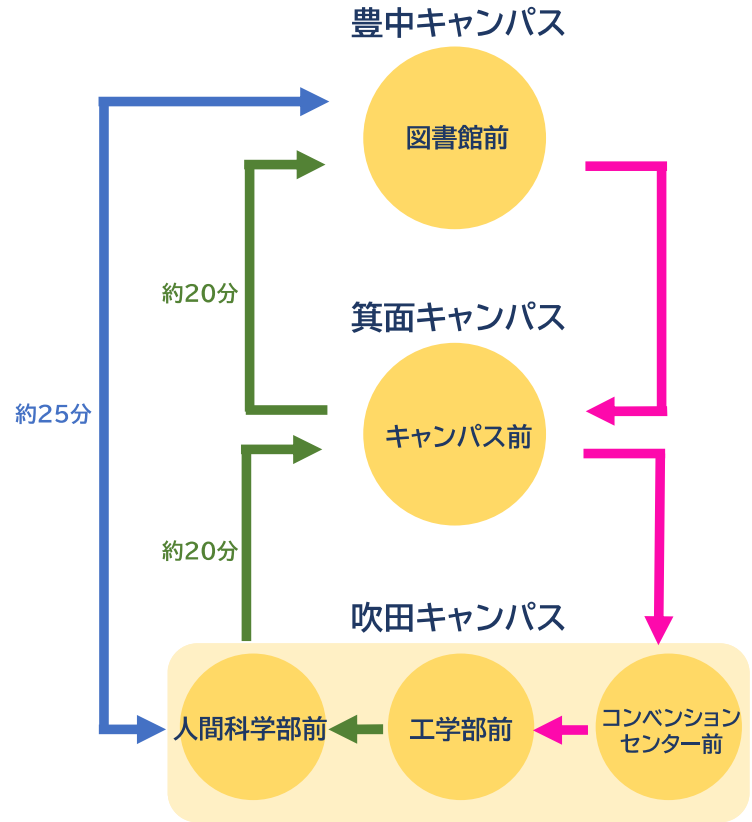 豊中キャンパス
図書館前
約20分
箕面キャンパス
約25分
キャンパス前
約20分
吹田キャンパス
人間科学部前
工学部前
コンベンション
センター前